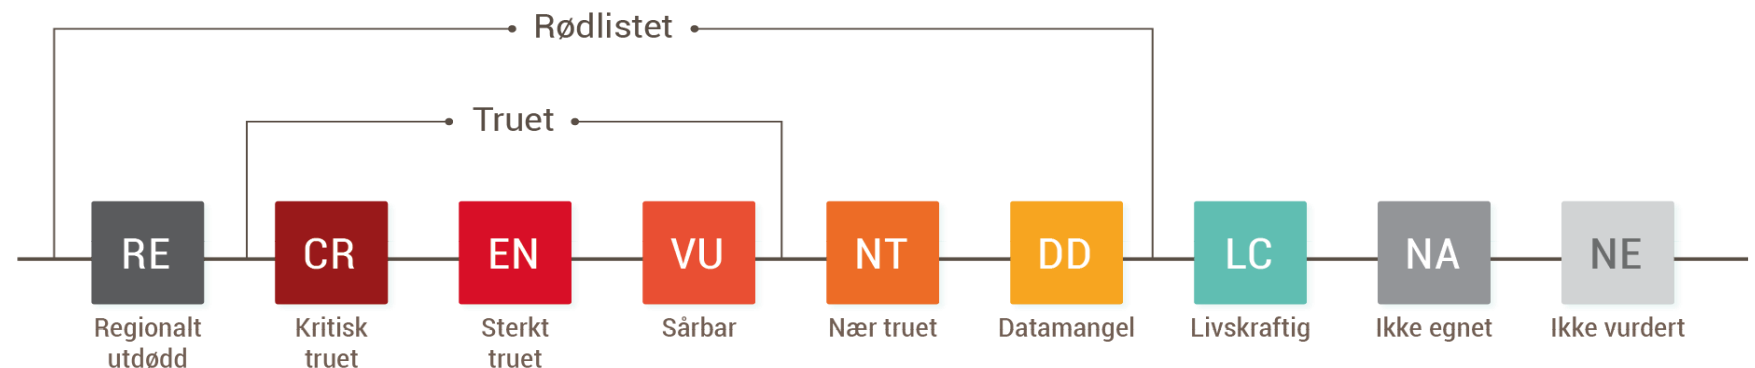 Rødlistet
Truet
RE
CR
EN
VU
NT
DD
LC
NA
NE
Regionalt
utdødd
Kritisk
truet
Sterkt
truet
Sårbar
Nær truet
Datamangel
Livskraftig
Ikke egnet
Ikke vurdert